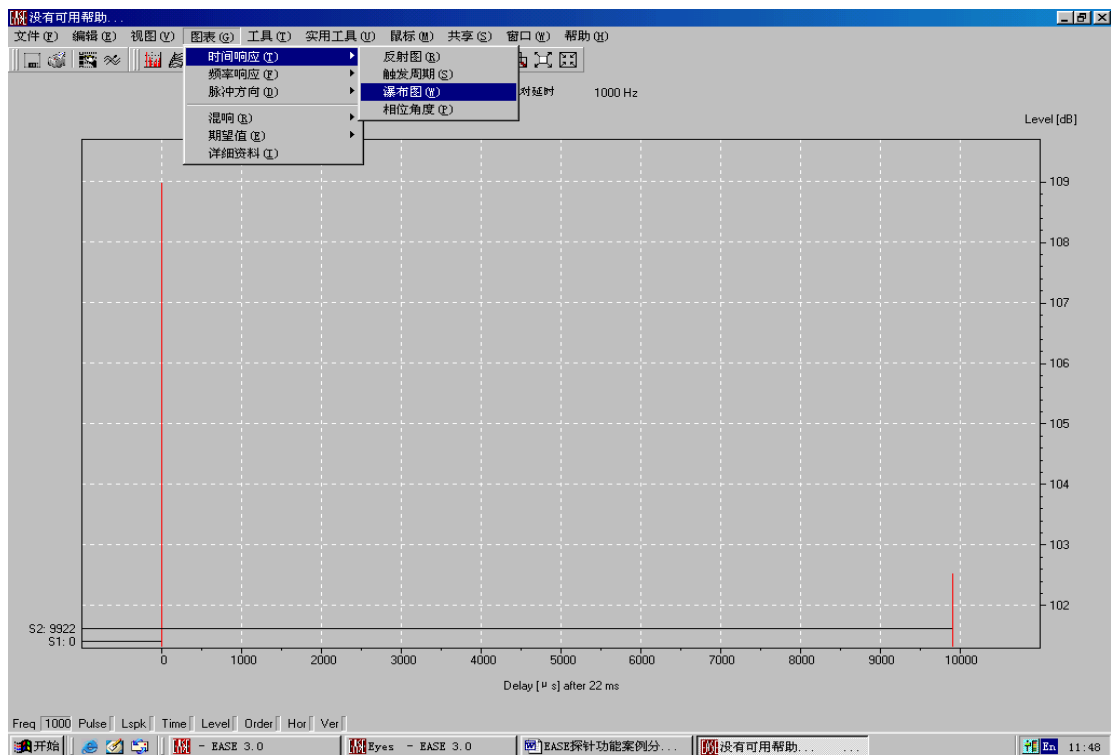 没有可用帮助...
文件(F) 编辑(E) 视图(V) 图表(G) 工具(T) 实用工具(U) 鼠标(M) 共享(S) 窗口(W) 帮助(H)
时间响应(T)
频率响应(F)
脉冲方向(D)
混响(R)
期望值(E)
详细资料(I)
反射图(R)
触发周期(S)
瀑布图(W)
相位角度(P)
对延时 1000 Hz
Level [dB]
109
108
107
106
105
104
103
102
S2: 9922
S1: 0
0 1000 2000 3000 4000 5000 6000 7000 8000 9000 10000
Delay [µ s] after 22 ms
Freq 1000 Pulse Lspk Time Level Order Hor Ver
开始 - EASE 3.0 Eyes - EASE 3.0 EASE探针功能案例分... 没有可用帮助... ... En 11:48